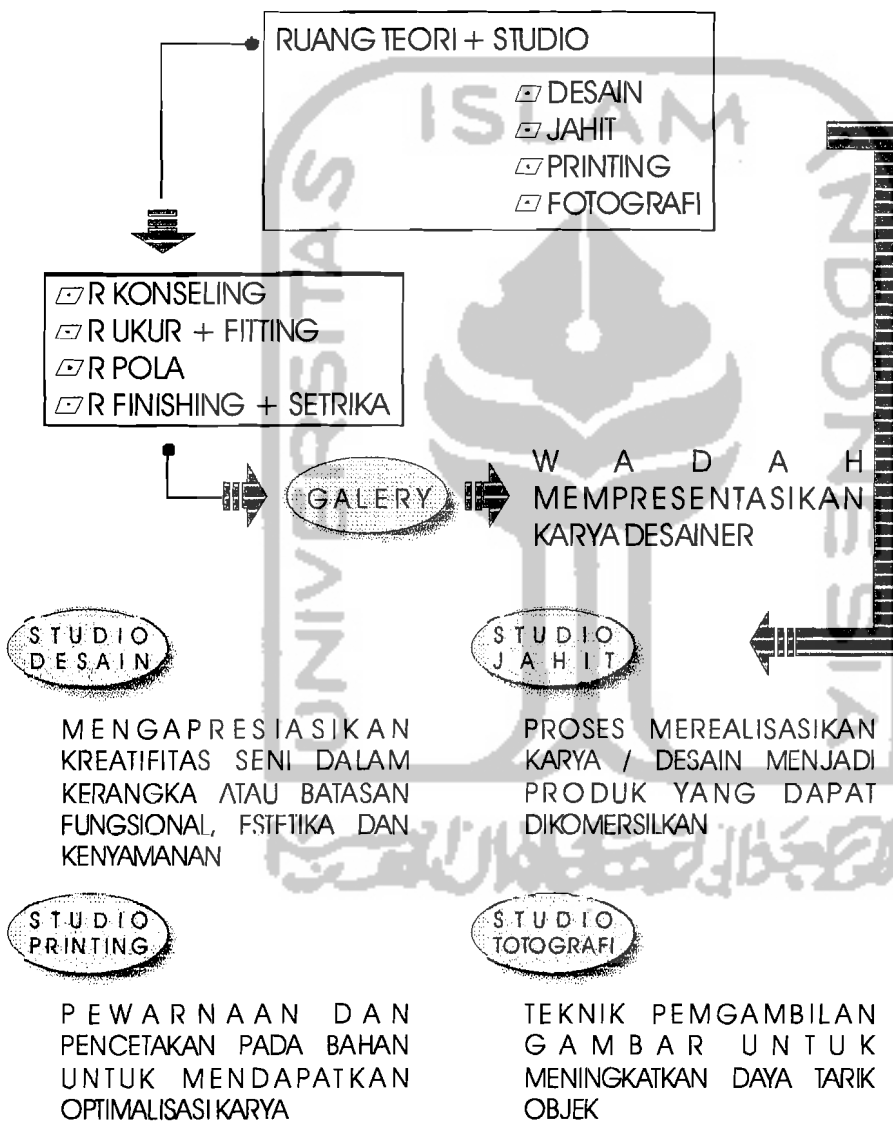 RUANG TEORI + STUDIO
DESAIN
JAHIT
PRINTING
FOTOGRAFI
R KONSELING
R UKUR + FITTING
R POLA
R FINISHING + SETRIKA
GALERY
W A D A H
MEMPRESENTASIKAN
KARYA DESAINER
STUDIO
DESAIN
MENGAPRESIASIKAN
KREATIFITAS SENI DALAM
KERANGKA ATAU BATASAN
FUNGSIONAL, ESTETIKA DAN
KENYAMANAN
STUDIO
JAHIT
PROSES MEREALISASIKAN
KARYA / DESAIN MENJADI
PRODUK YANG DAPAT
DIKOMERSILKAN
STUDIO
PRINTING
PEWARNAAN DAN
PENCETAKAN PADA BAHAN
UNTUK MENDAPATKAN
OPTIMALISASI KARYA
STUDIO
TOTOGRAFI
TEKNIK PEMGAMBILAN
GAMBAR UNTUK
MENINGKATKAN DAYA TARIK
OBJEK
UNIVERSITAS
ISLAM
INDONESIA